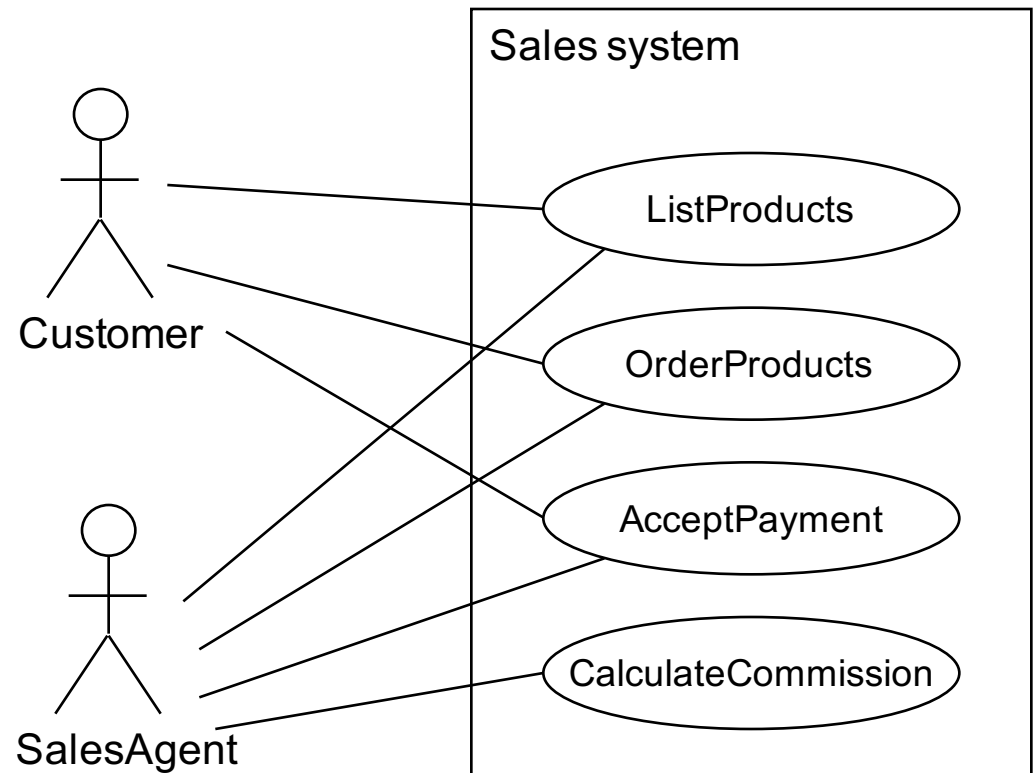 Sales system
ListProducts
Customer
OrderProducts
AcceptPayment
CalculateCommission
SalesAgent